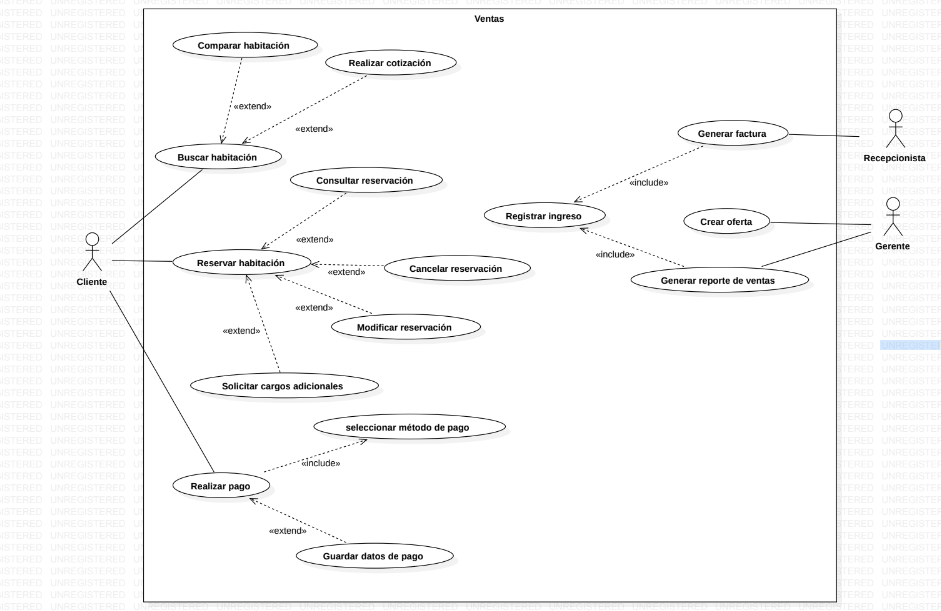 Ventas
Comparar habitación
Realizar cotización
«extend»
«extend»
Buscar habitación
Generar factura
Recepcionista
Consultar reservación
«include»
Registrar ingreso
Crear oferta
Gerente
«extend»
«include»
Cliente
Reservar habitación
«extend»
Cancelar reservación
Generar reporte de ventas
Modificar reservación
«extend»
«extend»
Solicitar cargos adicionales
seleccionar método de pago
«include»
Realizar pago
«extend»
Guardar datos de pago
UNREGISTERED